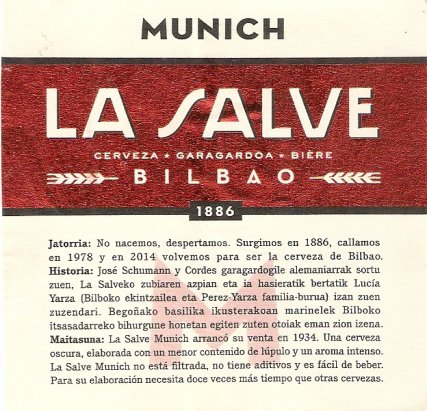 MUNICH
LA SALVE
CERVEZA ★ GARAGARDOA ★ BIÈRE
BILBAO
1886
Jatorria: No nacemos, despertamos. Surgimos en 1886, callamos
en 1978 y en 2014 volvemos para ser la cerveza de Bilbao.
Historia: José Schumann y Cordes garagardogile alemaniarrak sortu
zuen, La Salveko zubiaren azpian eta ia hasieratik bertatik Lucía
Yarza (Bilboko ekintzailea eta Perez-Yarza familia-burua) izan zuen
zuzendari. Begoñako basilika ikusterakoan marinelek Bilboko
itsasadarreko bihurgune honetan egiten zuten otoiak eman zion izena.
Maitasuna: La Salve Munich arrancó su venta en 1934. Una cerveza
oscura, elaborada con un menor contenido de lúpulo y un aroma intenso.
La Salve Munich no está filtrada, no tiene aditivos y es fácil de beber.
Para su elaboración necesita doce veces más tiempo que otras cervezas.
M